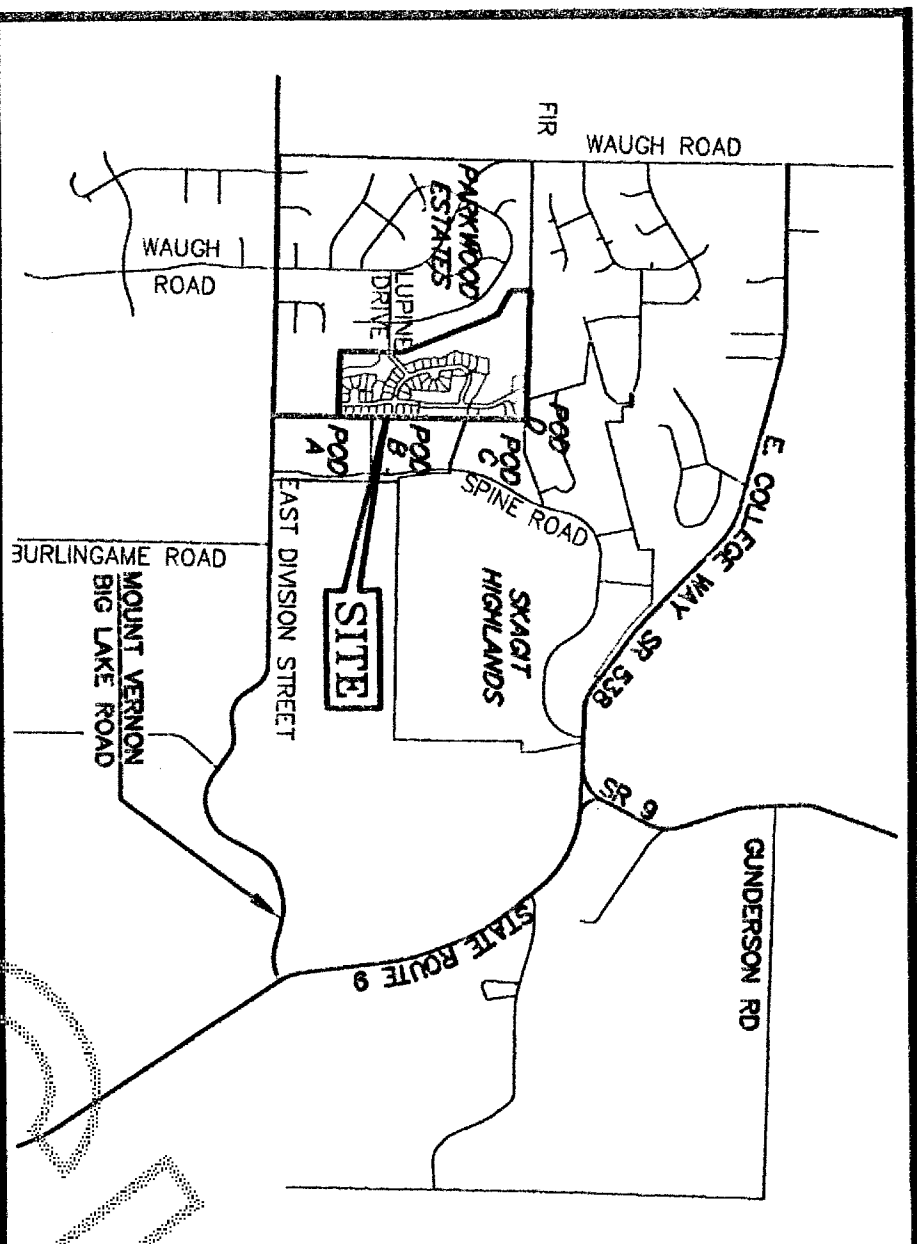 FIR
WAUGH ROAD
PARKWOOD
ESTATES
WAUGH
ROAD
LUPINE
DRIVE
POD
D
POD
C
POD
B
POD
A
SPINE ROAD
E. COLLEGE WAY SR 538
EAST DIVISION STREET
BURLINGAME ROAD
MOUNT VERNON
BIG LAKE ROAD
SITE
SKAGIT
HIGHLANDS
SR 9
GUNDERSON RD
STATE ROUTE 9